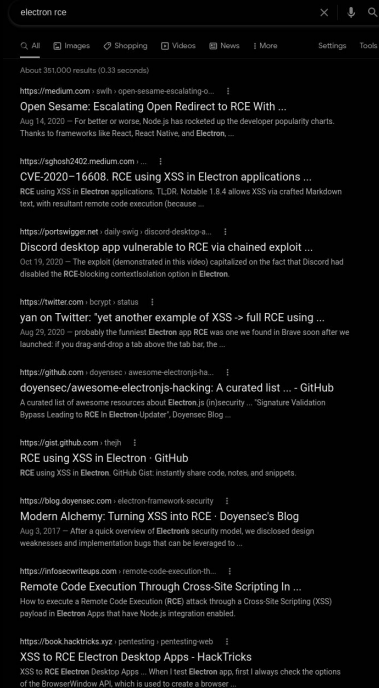 electron rce
All Images Shopping Videos News More Settings Tools
About 351,000 results (0.33 seconds)
https://medium.com › swlh › open-sesame-escalating-o...
Open Sesame: Escalating Open Redirect to RCE With ...
Aug 14, 2020 — For better or worse, Node.js has rocketed up the developer popularity charts.
Thanks to frameworks like React, React Native, and Electron, ...
https://sghosh2402.medium.com › ...
CVE-2020–16608. RCE using XSS in Electron applications ...
RCE using XSS in Electron applications. TL;DR. Notable 1.8.4 allows XSS via crafted Markdown
text, with resultant remote code execution (because ...
https://portswigger.net › daily-swig › discord-desktop-a...
Discord desktop app vulnerable to RCE via chained exploit ...
Oct 19, 2020 — The exploit (demonstrated in this video) capitalized on the fact that Discord had
disabled the RCE-blocking contextIsolation option in Electron.
https://twitter.com › bcrypt › status
yan on Twitter: "yet another example of XSS -> full RCE using ...
Aug 29, 2020 — probably the funniest Electron app RCE was one we found in Brave soon after we
launched: if you drag-and-drop a tab above the tab bar, the ...
https://github.com › doyensec › awesome-electronjs-ha...
doyensec/awesome-electronjs-hacking: A curated list ... - GitHub
A curated list of awesome resources about Electron.js (in)security ... "Signature Validation
Bypass Leading to RCE In Electron-Updater", Doyensec Blog ...
https://gist.github.com › thejh
RCE using XSS in Electron · GitHub
RCE using XSS in Electron. GitHub Gist: instantly share code, notes, and snippets.
https://blog.doyensec.com › electron-framework-security
Modern Alchemy: Turning XSS into RCE · Doyensec's Blog
Aug 3, 2017 — After a quick overview of Electron's security model, we disclosed design
weaknesses and implementation bugs that can be leveraged to ...
https://infosecwriteups.com › remote-code-execution-th...
Remote Code Execution Through Cross-Site Scripting In ...
How to execute a Remote Code Execution (RCE) attack through a Cross-Site Scripting (XSS)
payload in Electron Apps that have Node.js integration enabled.
https://book.hacktricks.xyz › pentesting › pentesting-web
XSS to RCE Electron Desktop Apps - HackTricks
XSS to RCE Electron Desktop Apps ... When I test Electron app, first I always check the options
of the BrowserWindow API, which is used to create a browser ...